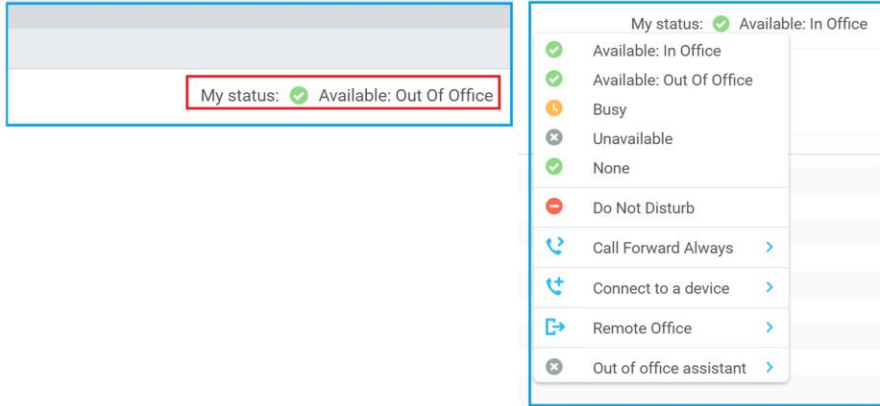 My status: Available: Out Of Office
My status: Available: In Office
Available: In Office
Available: Out Of Office
Busy
Unavailable
None
Do Not Disturb
Call Forward Always
Connect to a device
Remote Office
Out of office assistant